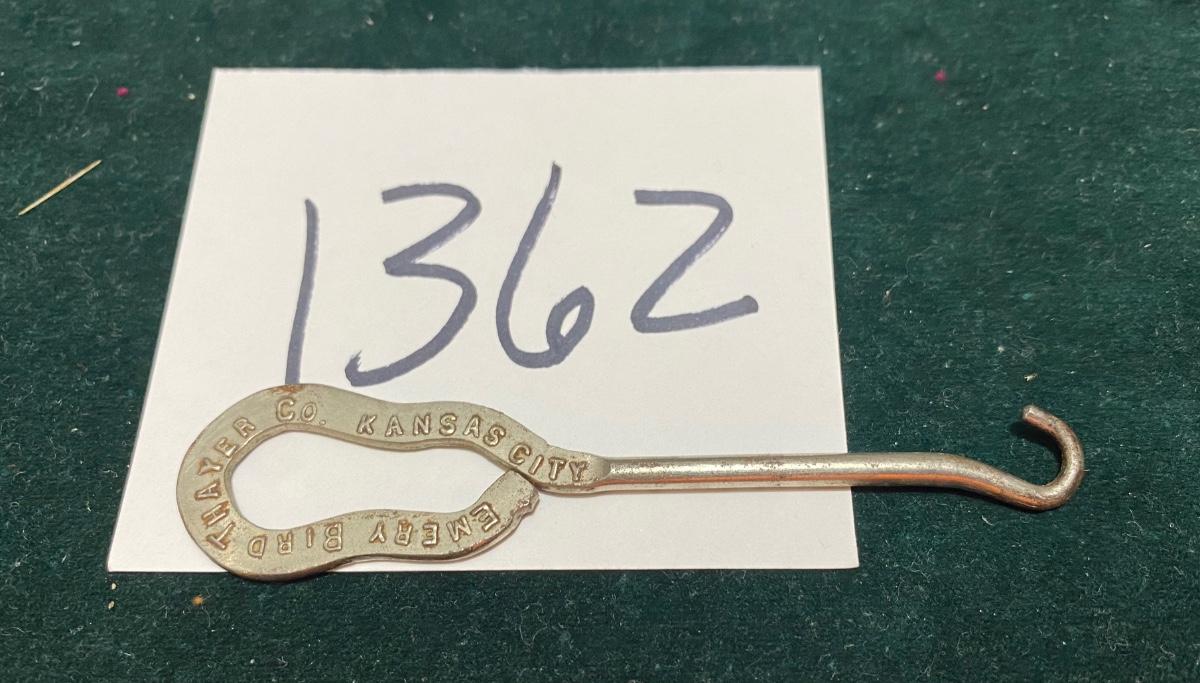 1362
EMERY BIRD THAYER CO. KANSAS CITY